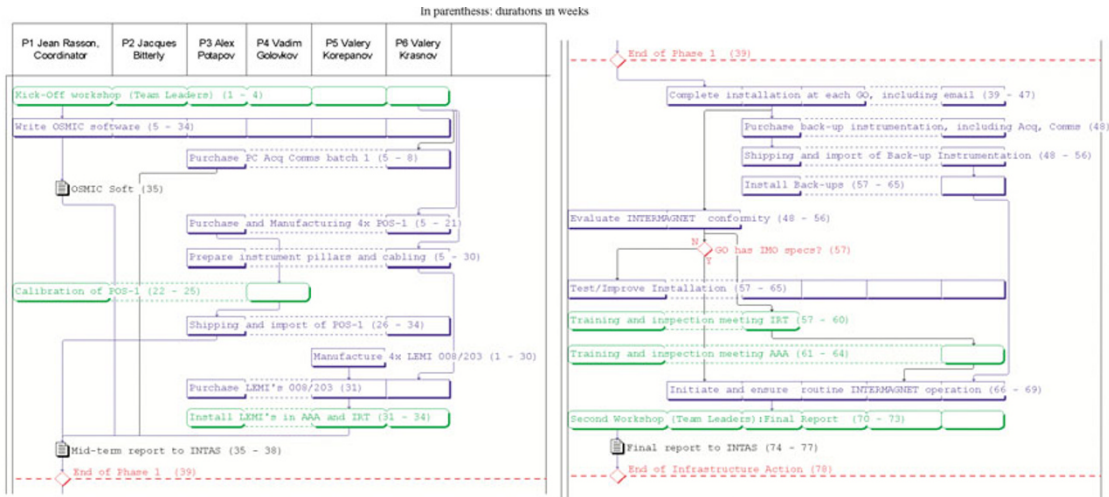 In parenthesis: durations in weeks
P1 Jean Rasson, Coordinator
P2 Jacques Bitterly
P3 Alex Potapov
P4 Vadim Golovkov
P5 Valery Korepanov
P6 Valery Krasnov
Kick-Off workshop (Team Leaders) (1 - 4)
Write OSMIC software (5 - 34)
Purchase PC Acq Comms batch 1 (5 - 8)
OSMIC Soft (35)
Purchase and Manufacturing 4x POS-1 (5 - 21)
Prepare instrument pillars and cabling (5 - 30)
Calibration of POS-1 (22 - 25)
Shipping and import of POS-1 (26 - 34)
Manufacture 4x LEMI 008/203 (1 - 30)
Purchase LEMI's 008/203 (31)
Install LEMI's in AAA and IRT (31 - 34)
Mid-term report to INTAS (35 - 38)
End of Phase 1 (39)
End of Phase 1 (39)
Complete installation at each GO, including email (39 - 47)
Purchase back-up instrumentation, including Acq, Comms (48)
Shipping and import of Back-up Instrumentation (48 - 56)
Install Back-ups (57 - 65)
Evaluate INTERMAGNET conformity (48 - 56)
N
GO has IMO specs? (57)
Y
Test/Improve Installation (57 - 65)
Training and inspection meeting IRT (57 - 60)
Training and inspection meeting AAA (61 - 64)
Initiate and ensure routine INTERMAGNET operation (66 - 69)
Second Workshop (Team Leaders):Final Report (70 - 73)
Final report to INTAS (74 - 77)
End of Infrastructure Action (78)